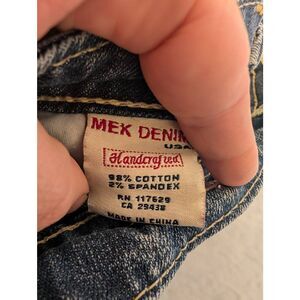 MEK DENIM
USA
Handcrafted
98% COTTON
2% SPANDEX
RN 117629
CA 29438
MADE IN CHINA